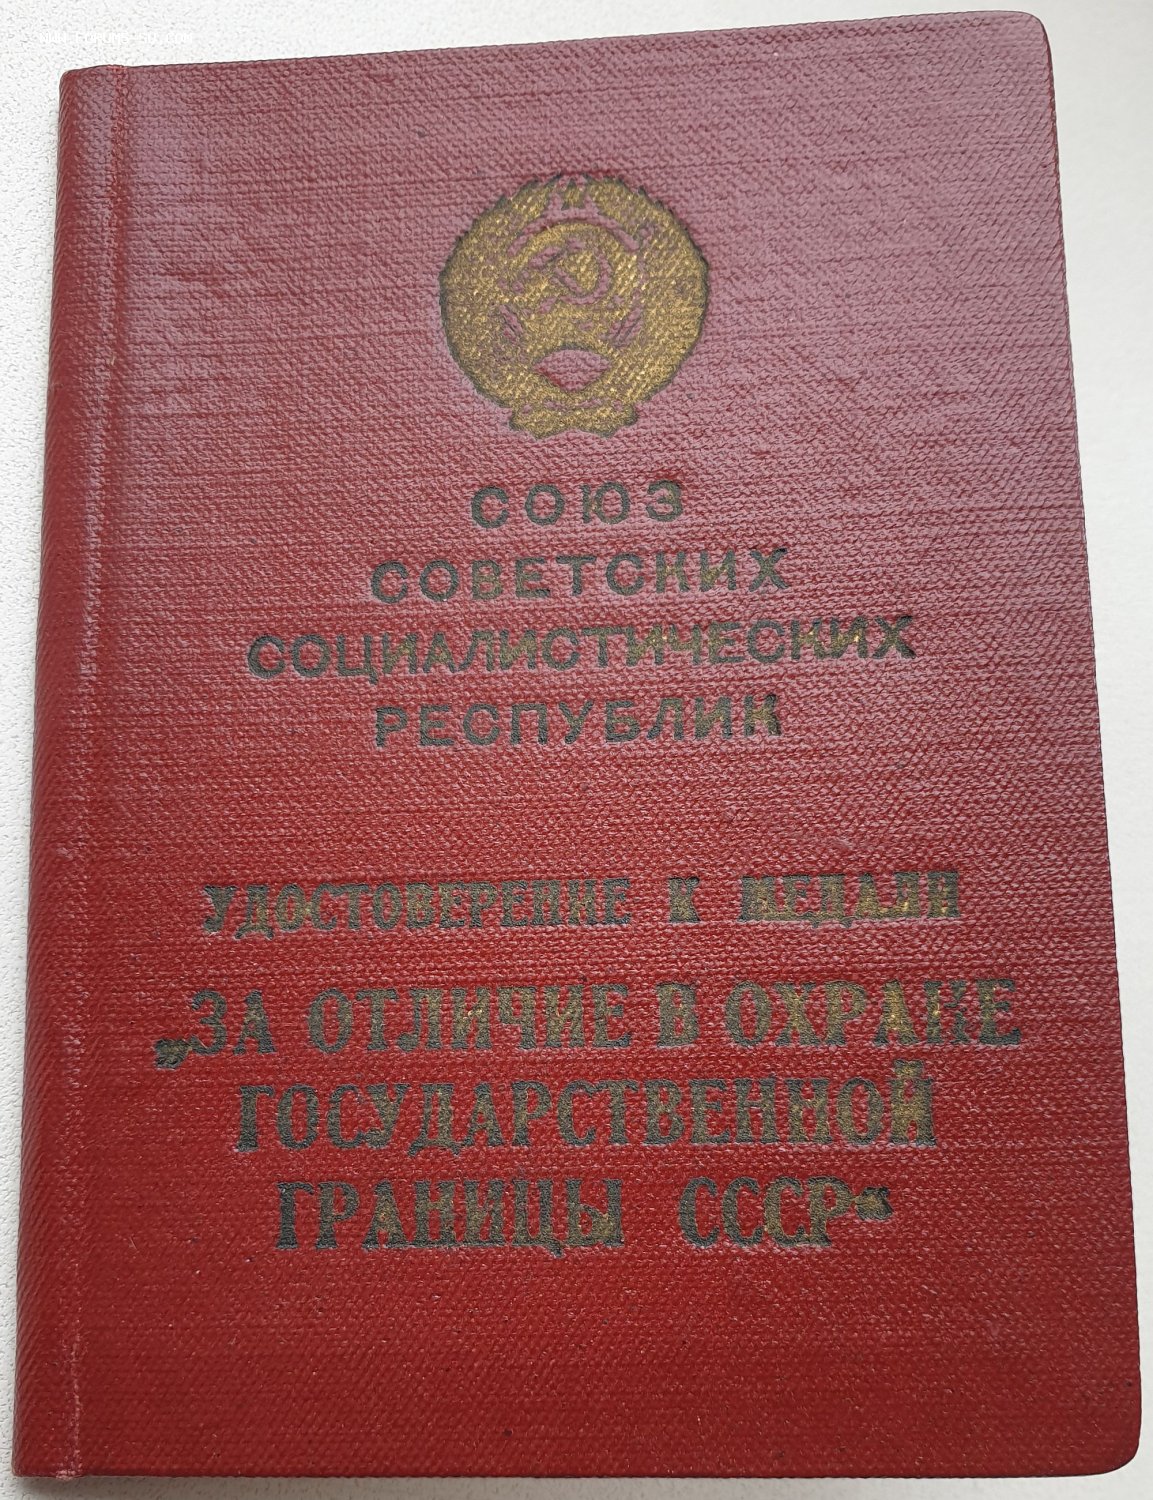 СОЮЗ
СОВЕТСКИХ
СОЦИАЛИСТИЧЕСКИХ
РЕСПУБЛИК
УДОСТОВЕРЕНИЕ К МЕДАЛИ
„ЗА ОТЛИЧИЕ В ОХРАНЕ
ГОСУДАРСТВЕННОЙ
ГРАНИЦЫ СССР“